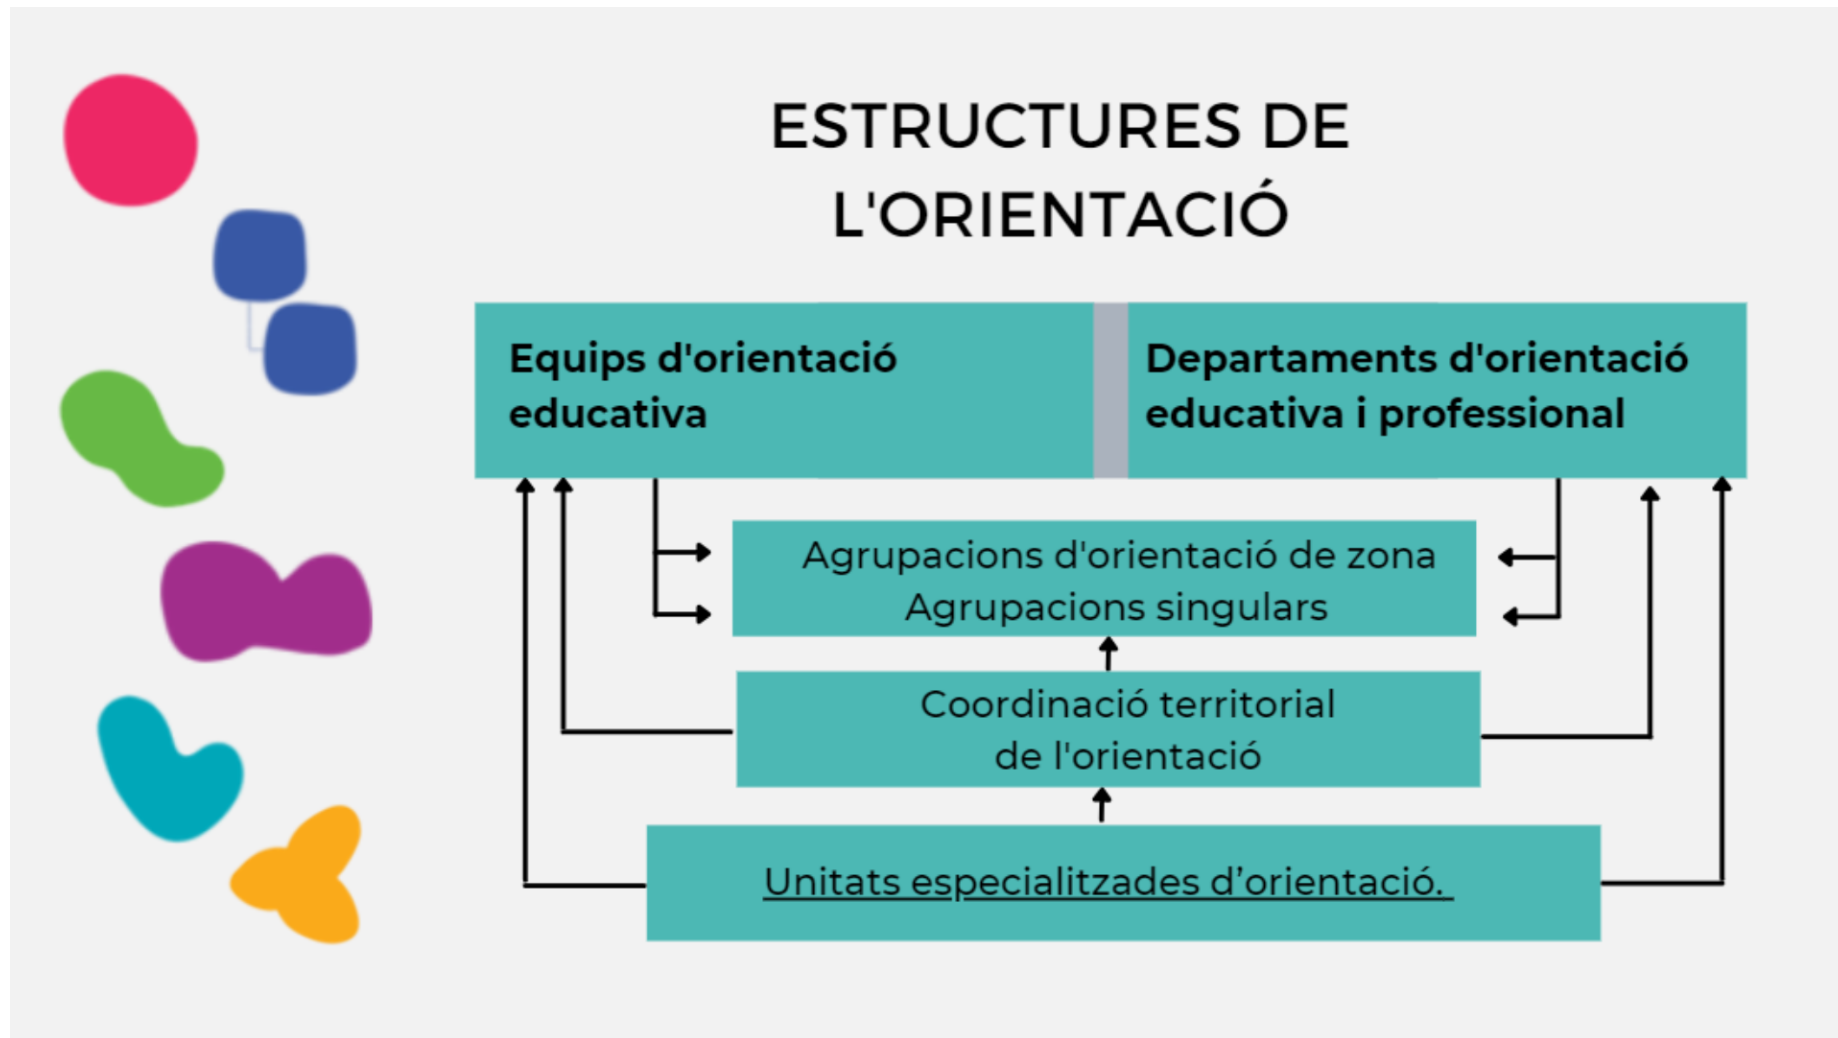 ESTRUCTURES DE
L'ORIENTACIÓ
Equips d'orientació
educativa
Departaments d'orientació
educativa i professional
Agrupacions d'orientació de zona
Agrupacions singulars
Coordinació territorial
de l'orientació
Unitats especialitzades d’orientació.